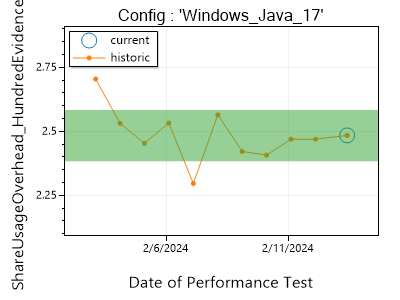 Config : 'Windows_Java_17'
current
historic
ShareUsageOverhead_HundredEvidence
2.75
2.5
2.25
2/6/2024
2/11/2024
Date of Performance Test